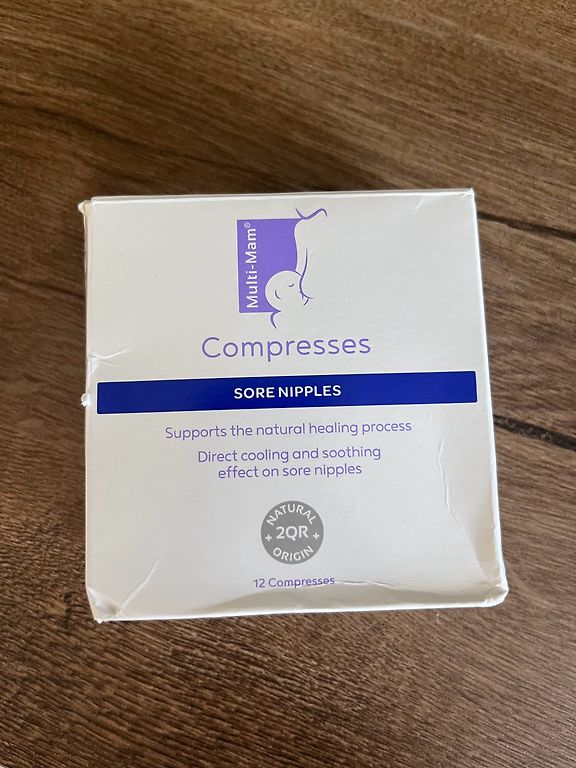 Multi-Mam®
Compresses
SORE NIPPLES
Supports the natural healing process
Direct cooling and soothing
effect on sore nipples
NATURAL
+ 2QR +
ORIGIN
12 Compresses